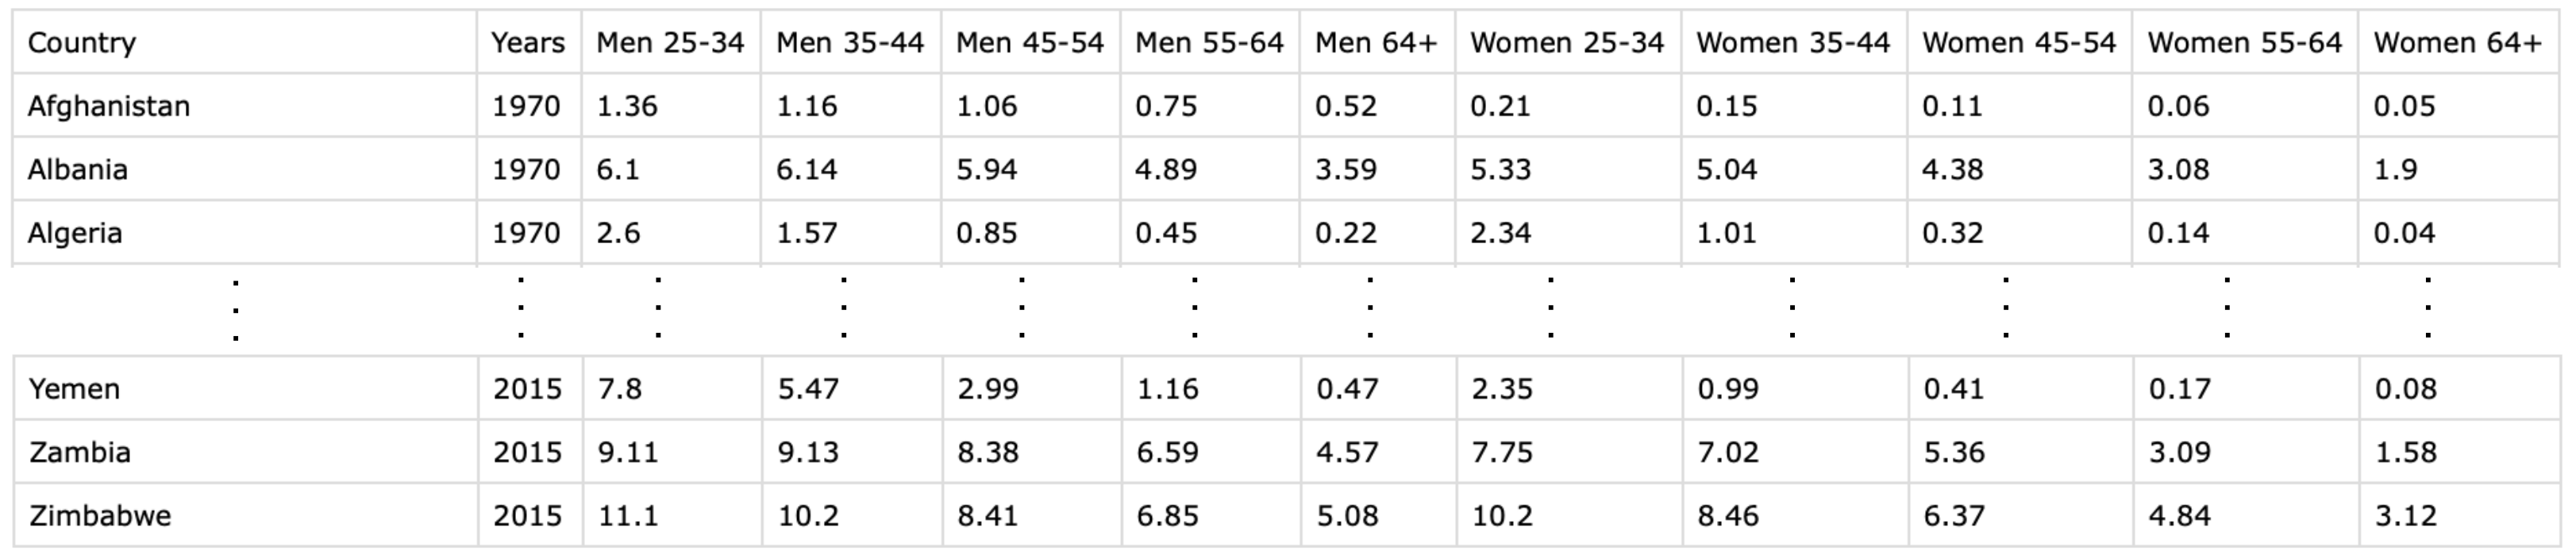 Country Years Men 25-34 Men 35-44 Men 45-54 Men 55-64 Men 64+ Women 25-34 Women 35-44 Women 45-54 Women 55-64 Women 64+
Afghanistan 1970 1.36 1.16 1.06 0.75 0.52 0.21 0.15 0.11 0.06 0.05
Albania 1970 6.1 6.14 5.94 4.89 3.59 5.33 5.04 4.38 3.08 1.9
Algeria 1970 2.6 1.57 0.85 0.45 0.22 2.34 1.01 0.32 0.14 0.04
Yemen 2015 7.8 5.47 2.99 1.16 0.47 2.35 0.99 0.41 0.17 0.08
Zambia 2015 9.11 9.13 8.38 6.59 4.57 7.75 7.02 5.36 3.09 1.58
Zimbabwe 2015 11.1 10.2 8.41 6.85 5.08 10.2 8.46 6.37 4.84 3.12